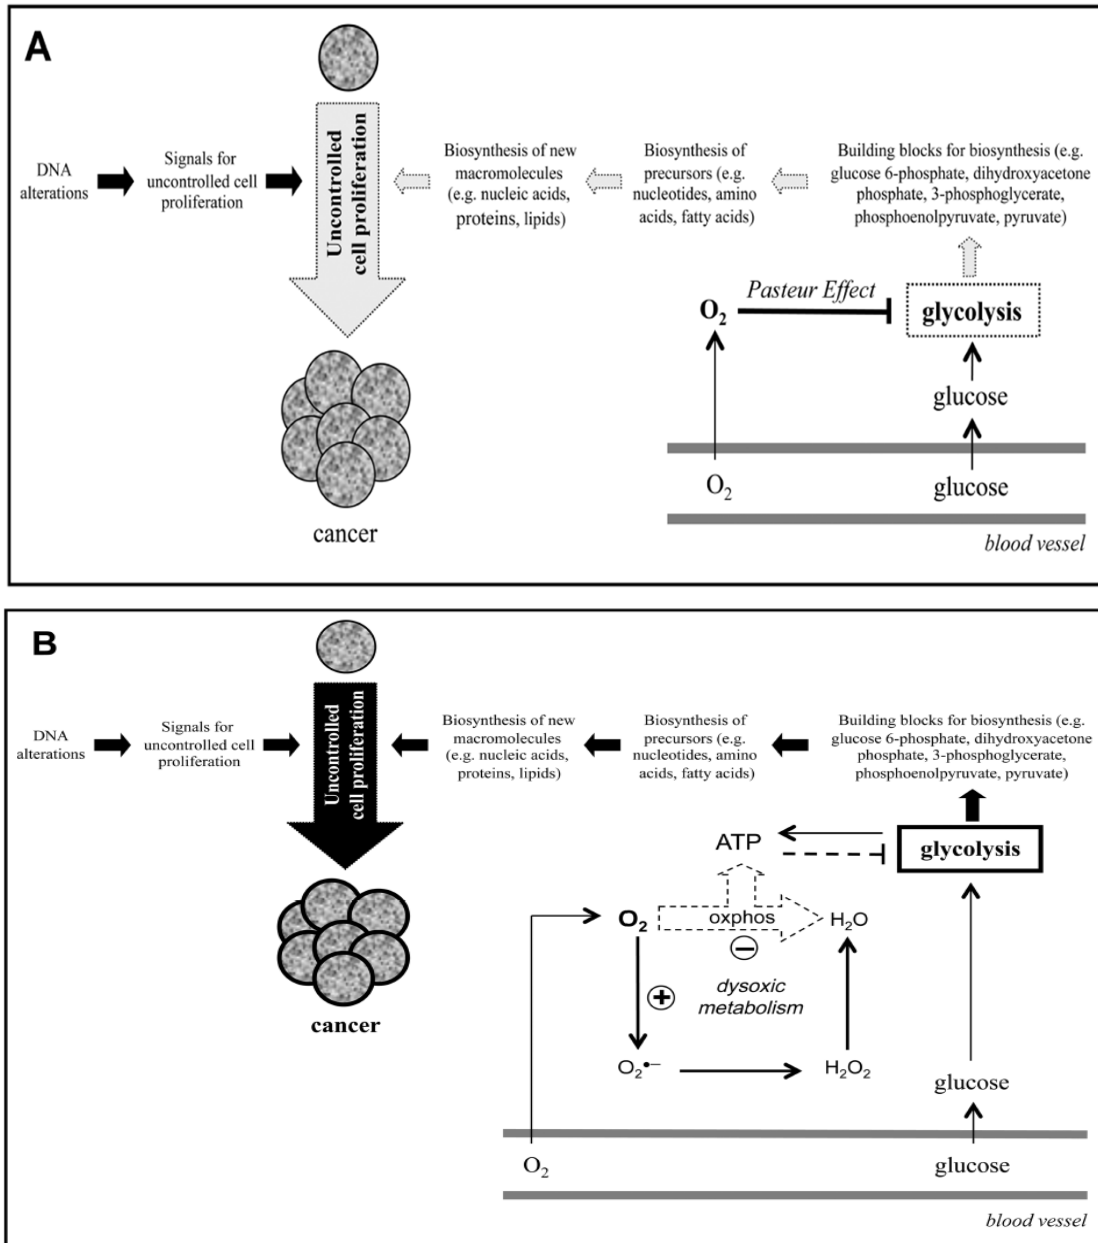 A
DNA
alterations
Signals for
uncontrolled cell
proliferation
Uncontrolled
cell proliferation
Biosynthesis of new
macromolecules
(e.g. nucleic acids,
proteins, lipids)
Biosynthesis of
precursors (e.g.
nucleotides, amino
acids, fatty acids)
Building blocks for biosynthesis (e.g.
glucose 6-phosphate, dihydroxyacetone
phosphate, 3-phosphoglycerate,
phosphoenolpyruvate, pyruvate)
Pasteur Effect
O₂
glycolysis
glucose
O₂
glucose
cancer
blood vessel
B
DNA
alterations
Signals for
uncontrolled cell
proliferation
Uncontrolled
cell proliferation
Biosynthesis of new
macromolecules
(e.g. nucleic acids,
proteins, lipids)
Biosynthesis of
precursors (e.g.
nucleotides, amino
acids, fatty acids)
Building blocks for biosynthesis (e.g.
glucose 6-phosphate, dihydroxyacetone
phosphate, 3-phosphoglycerate,
phosphoenolpyruvate, pyruvate)
ATP
glycolysis
O₂
oxphos
H₂O
−
dysoxic
metabolism
+
cancer
O₂•−
H₂O₂
glucose
O₂
glucose
blood vessel